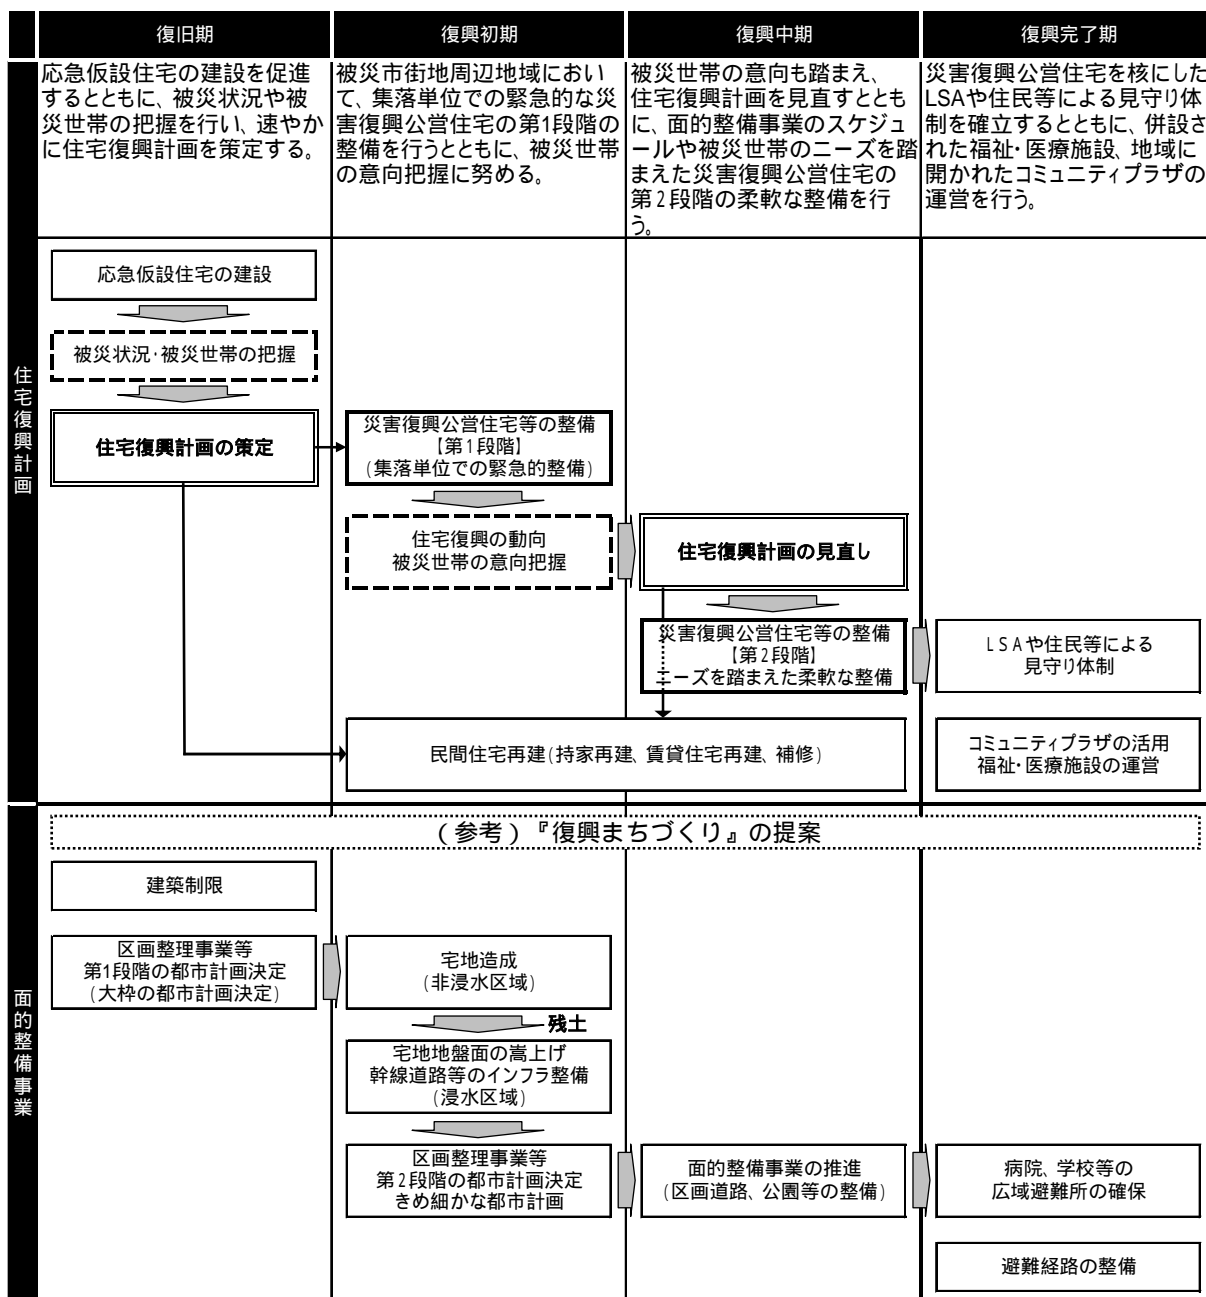 復旧期
復興初期
復興中期
復興完了期
応急仮設住宅の建設を促進
するとともに、被災状況や被
災世帯の把握を行い、速やか
に住宅復興計画を策定する。
被災市街地周辺地域におい
て、集落単位での緊急的な災
害復興公営住宅の第1段階の
整備を行うとともに、被災世帯
の意向把握に努める。
被災世帯の意向も踏まえ、
住宅復興計画を見直すととも
に、面的整備事業のスケジュ
ールや被災世帯のニーズを踏
まえた災害復興公営住宅の
第2段階の柔軟な整備を行
う。
災害復興公営住宅を核にした
LSAや住民等による見守り体
制を確立するとともに、併設さ
れた福祉・医療施設、地域に
開かれたコミュニティプラザの
運営を行う。
住宅復興計画
応急仮設住宅の建設
被災状況・被災世帯の把握
住宅復興計画の策定
災害復興公営住宅等の整備
【第1段階】
(集落単位での緊急的整備)
住宅復興の動向
被災世帯の意向把握
住宅復興計画の見直し
災害復興公営住宅等の整備
【第2段階】
ニーズを踏まえた柔軟な整備
LSAや住民等による
見守り体制
民間住宅再建(持家再建、賃貸住宅再建、補修)
コミュニティプラザの活用
福祉・医療施設の運営
面的整備事業
(参考)『復興まちづくり』の提案
建築制限
区画整理事業等
第1段階の都市計画決定
(大枠の都市計画決定)
宅地造成
(非浸水区域)
残土
宅地地盤面の嵩上げ
幹線道路等のインフラ整備
(浸水区域)
区画整理事業等
第2段階の都市計画決定
きめ細かな都市計画
面的整備事業の推進
(区画道路、公園等の整備)
病院、学校等の
広域避難所の確保
避難経路の整備